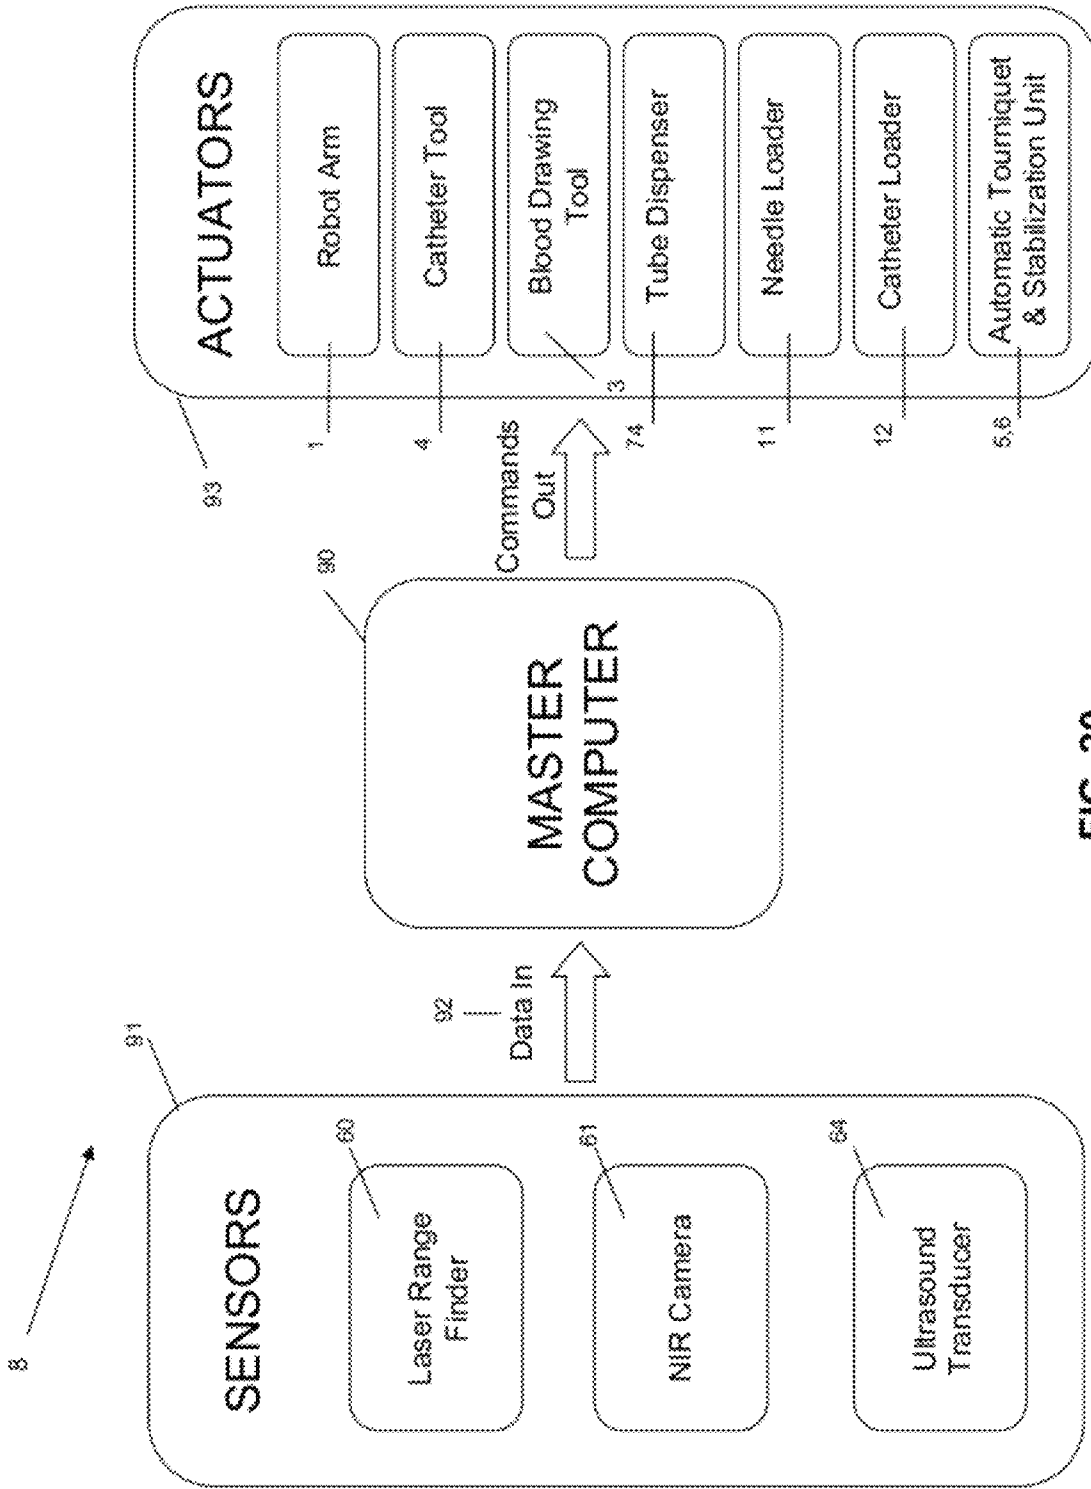 8
SENSORS
91
Laser Range
Finder
60
NIR Camera
61
Ultrasound
Transducer
64
92
Data In
MASTER
COMPUTER
90
Commands
Out
ACTUATORS
93
Robot Arm
1
Catheter Tool
4
Blood Drawing
Tool
3
Tube Dispenser
74
Needle Loader
11
Catheter Loader
12
Automatic Tourniquet
& Stabilization Unit
5,6
FIG.